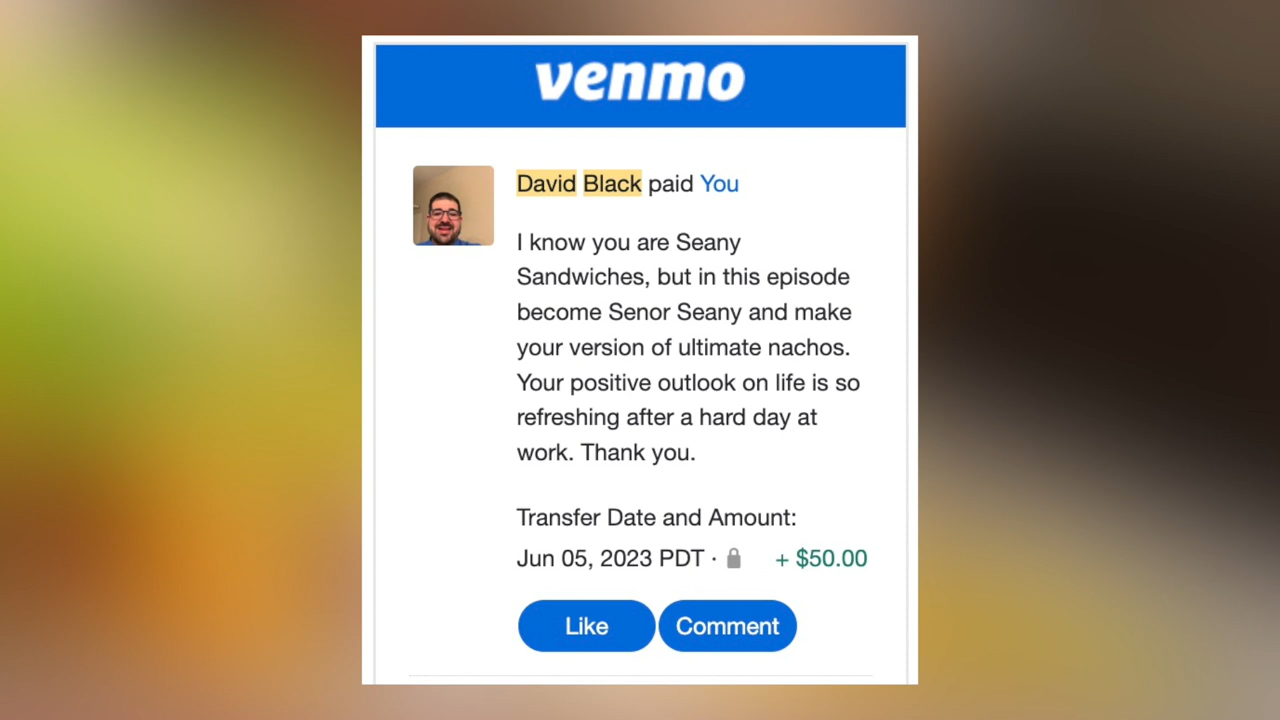 venmo
David Black paid You
I know you are Seany
Sandwiches, but in this episode
become Senor Seany and make
your version of ultimate nachos.
Your positive outlook on life is so
refreshing after a hard day at
work. Thank you.
Transfer Date and Amount:
Jun 05, 2023 PDT · + $50.00
Like Comment